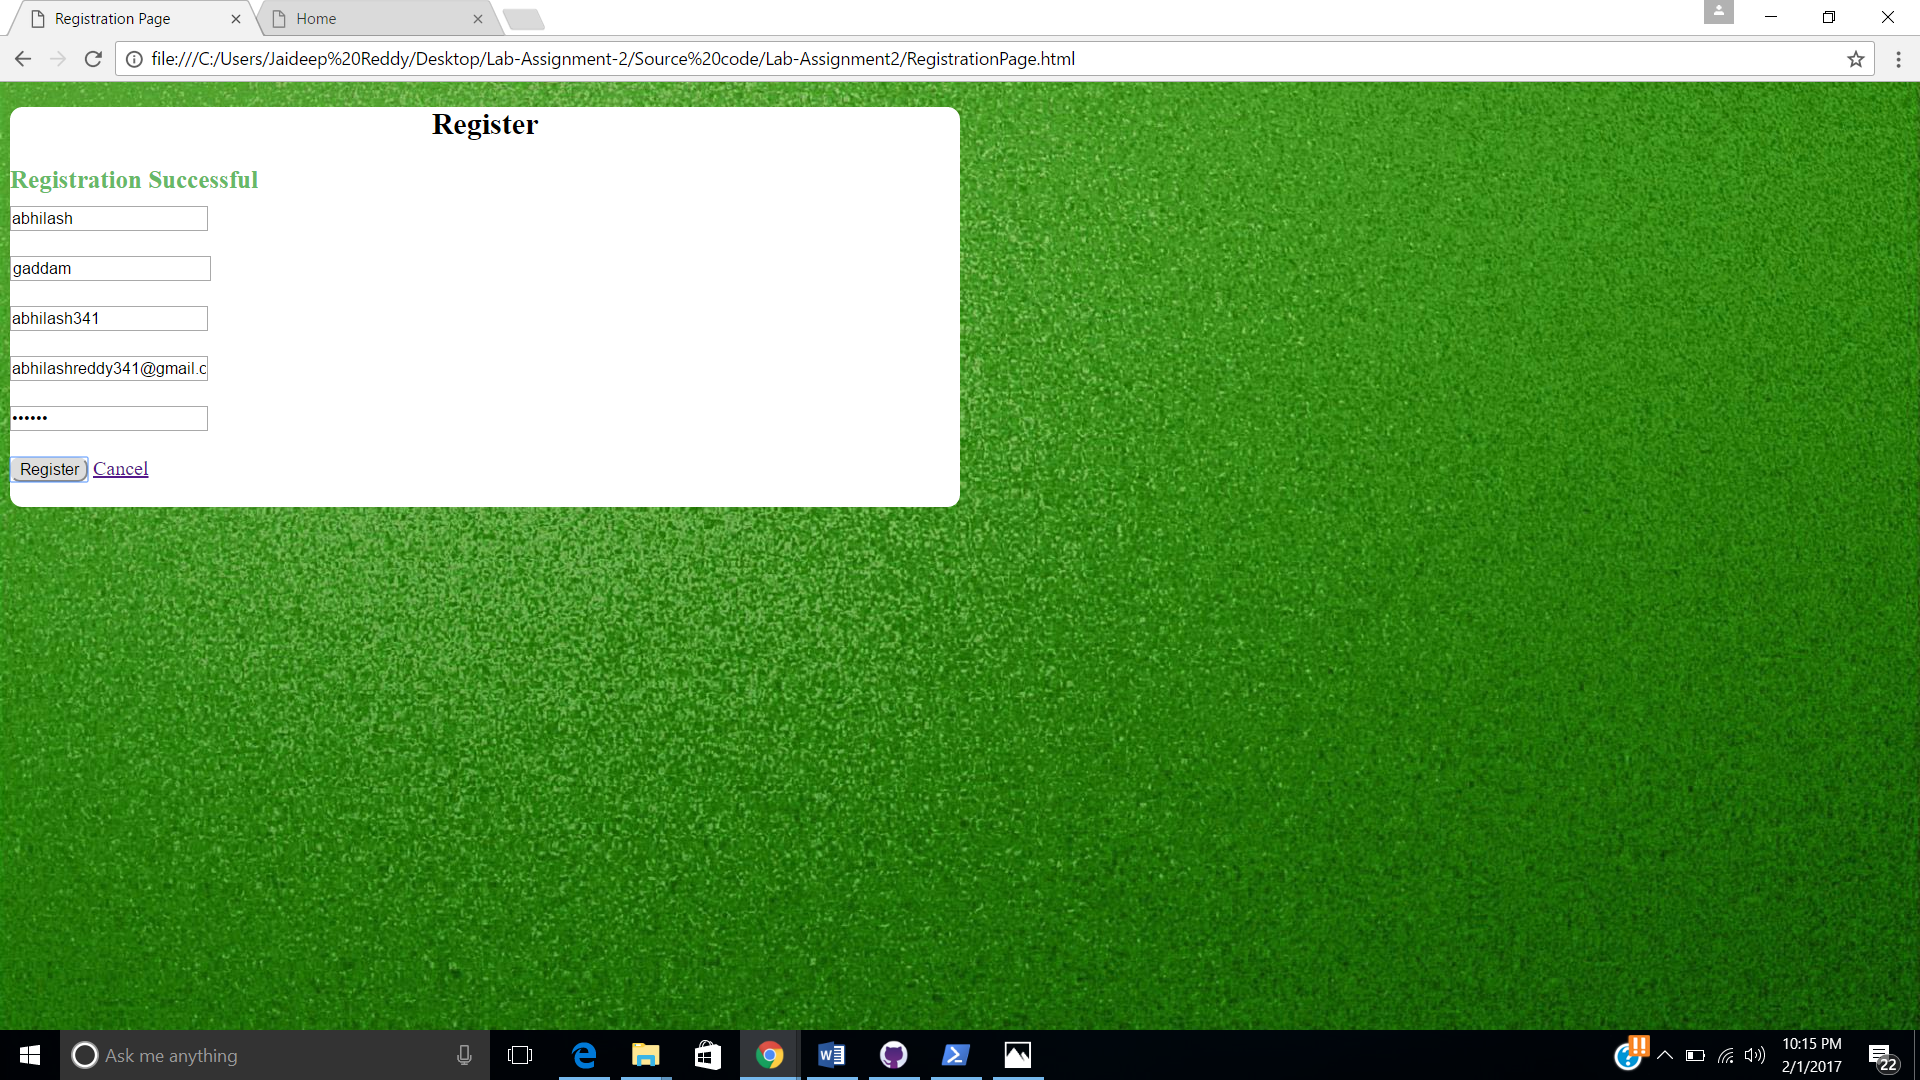 Registration Page
Home
file:///C:/Users/Jaideep%20Reddy/Desktop/Lab-Assignment-2/Source%20code/Lab-Assignment2/RegistrationPage.html
Register
Registration Successful
abhilash
gaddam
abhilash341
abhilashreddy341@gmail.c
••••••
Register Cancel
Ask me anything
10:15 PM
2/1/2017
22